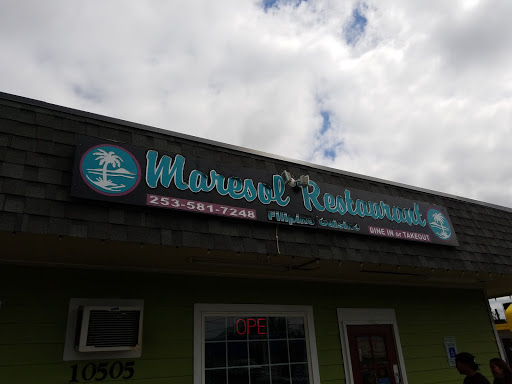 Maresol Restaurant
253-581-7248
Filipino Cuisine
DINE IN or TAKEOUT
OPE
10505